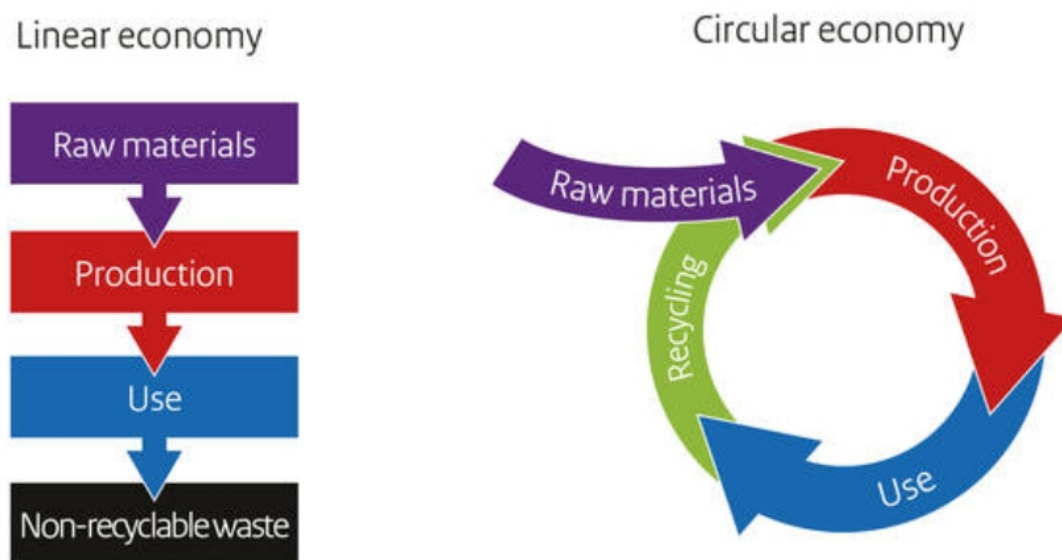 Linear economy
Raw materials
Production
Use
Non-recyclable waste
Circular economy
Raw materials
Production
Use
Recycling